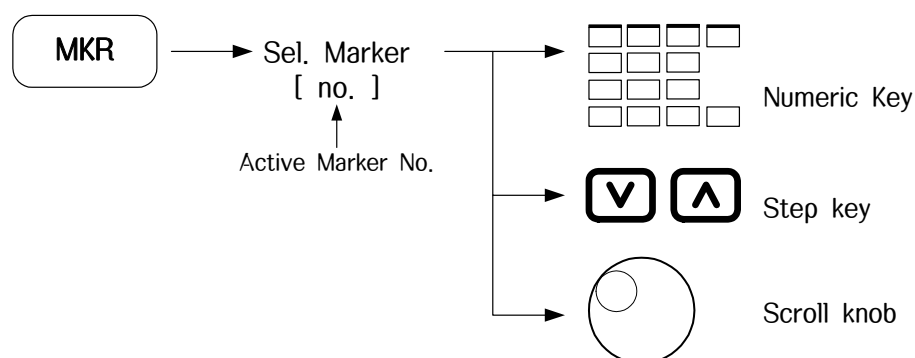 MKR
Sel. Marker
[ no. ]
Active Marker No.
Numeric Key
Step key
Scroll knob